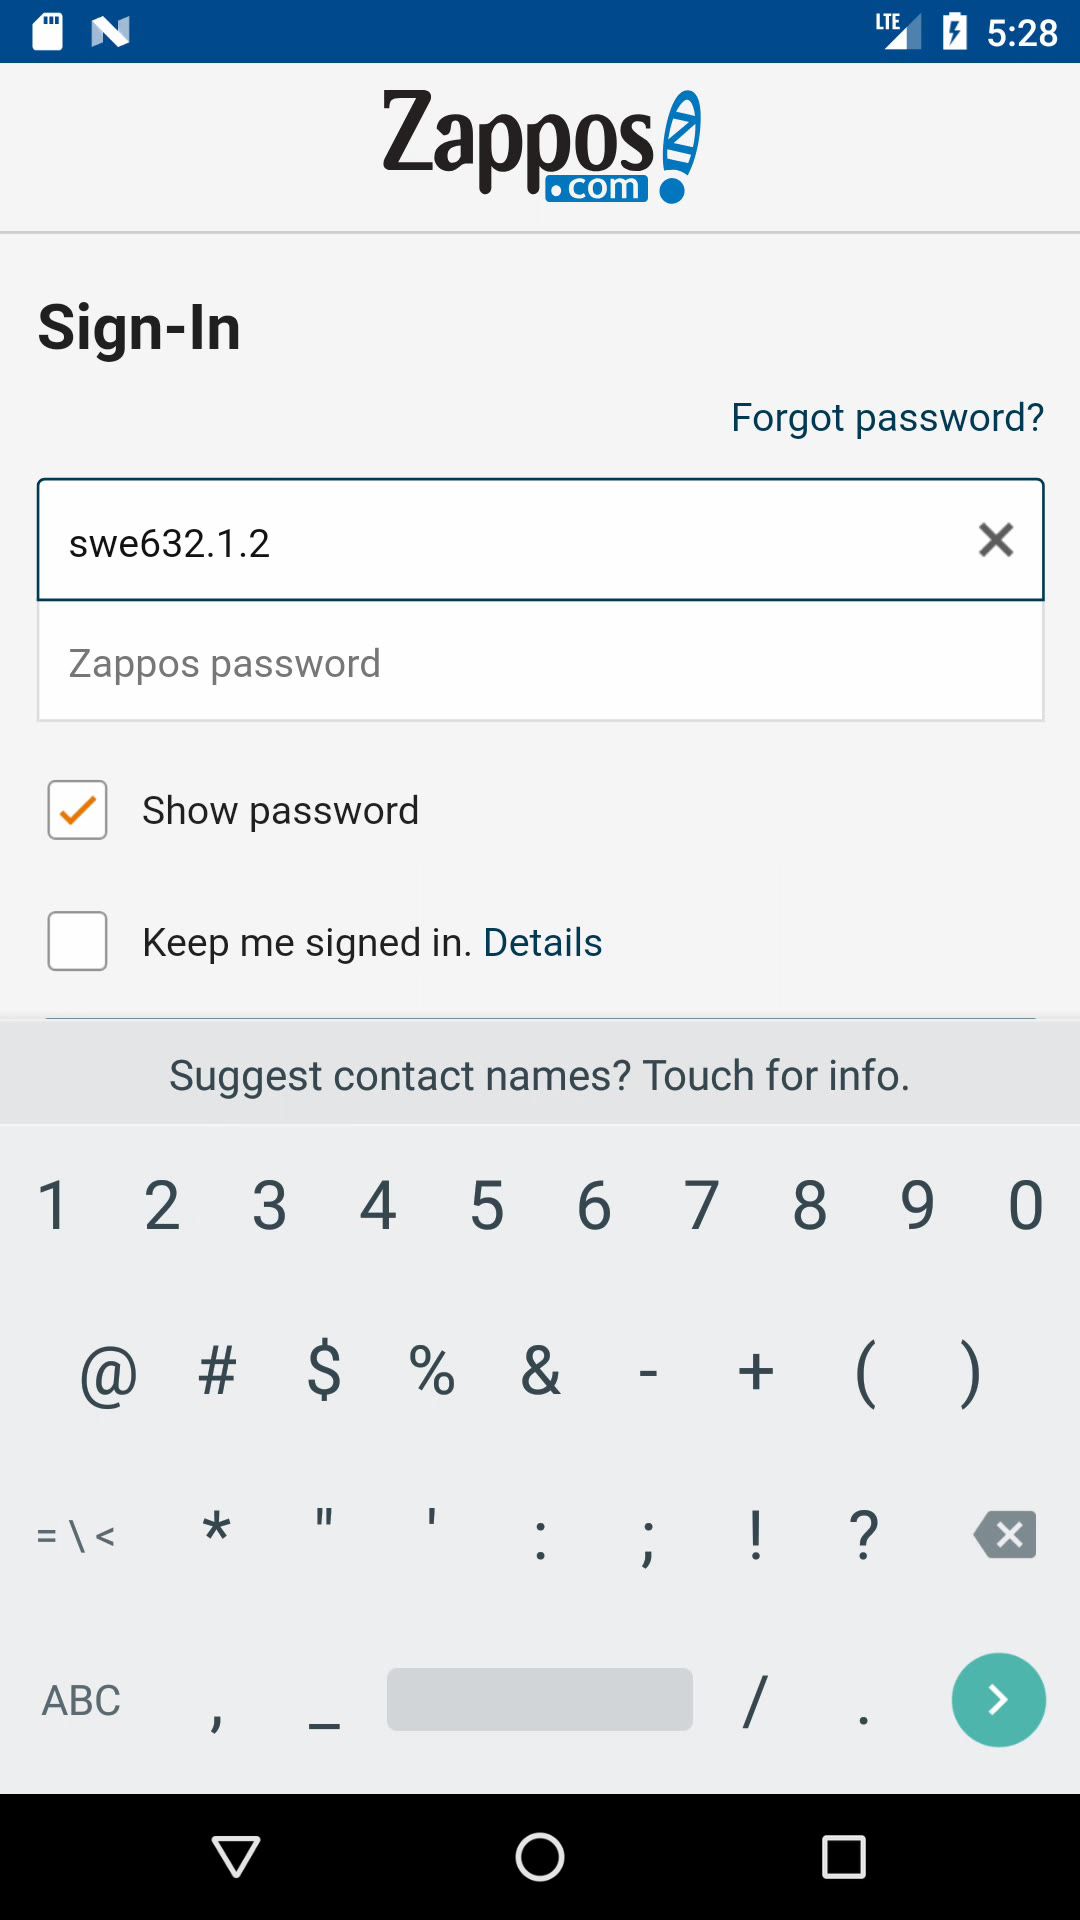 LTE 5:28
Zappos
.com
Sign-In
Forgot password?
swe632.1.2
Zappos password
Show password
Keep me signed in. Details
Suggest contact names? Touch for info.
1 2 3 4 5 6 7 8 9 0
@ # $ % & - + ( )
= \ < * " ' : ; ! ?
ABC , _ / .